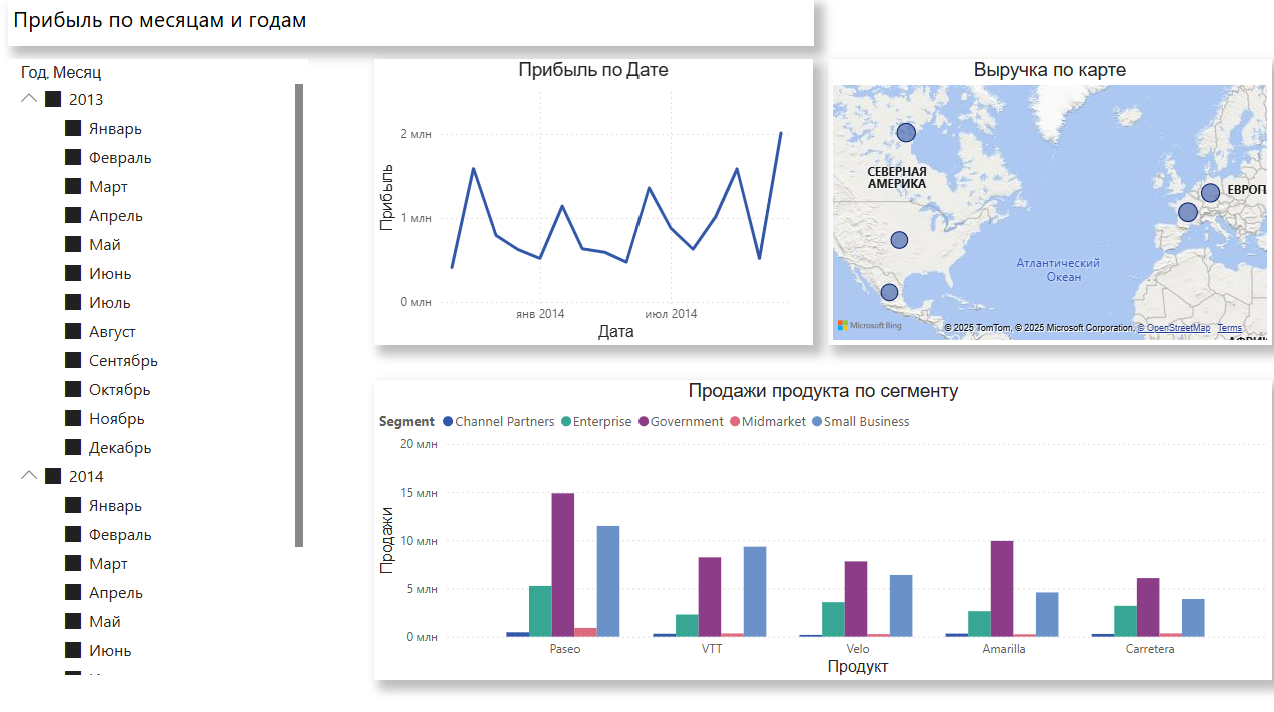 Прибыль по месяцам и годам
Год, Месяц
2013
Январь
Февраль
Март
Апрель
Май
Июнь
Июль
Август
Сентябрь
Октябрь
Ноябрь
Декабрь
2014
Январь
Февраль
Март
Апрель
Май
Июнь
Прибыль по Дате
Прибыль
2 млн
1 млн
0 млн
янв 2014
июл 2014
Дата
Выручка по карте
СЕВЕРНАЯ
АМЕРИКА
ЕВРОП
Атлантический
Океан
Microsoft Bing
© 2025 TomTom, © 2025 Microsoft Corporation, © OpenStreetMap Terms
Продажи продукта по сегменту
Segment Channel Partners Enterprise Government Midmarket Small Business
Продажи
20 млн
15 млн
10 млн
5 млн
0 млн
Paseo
VTT
Velo
Amarilla
Carretera
Продукт